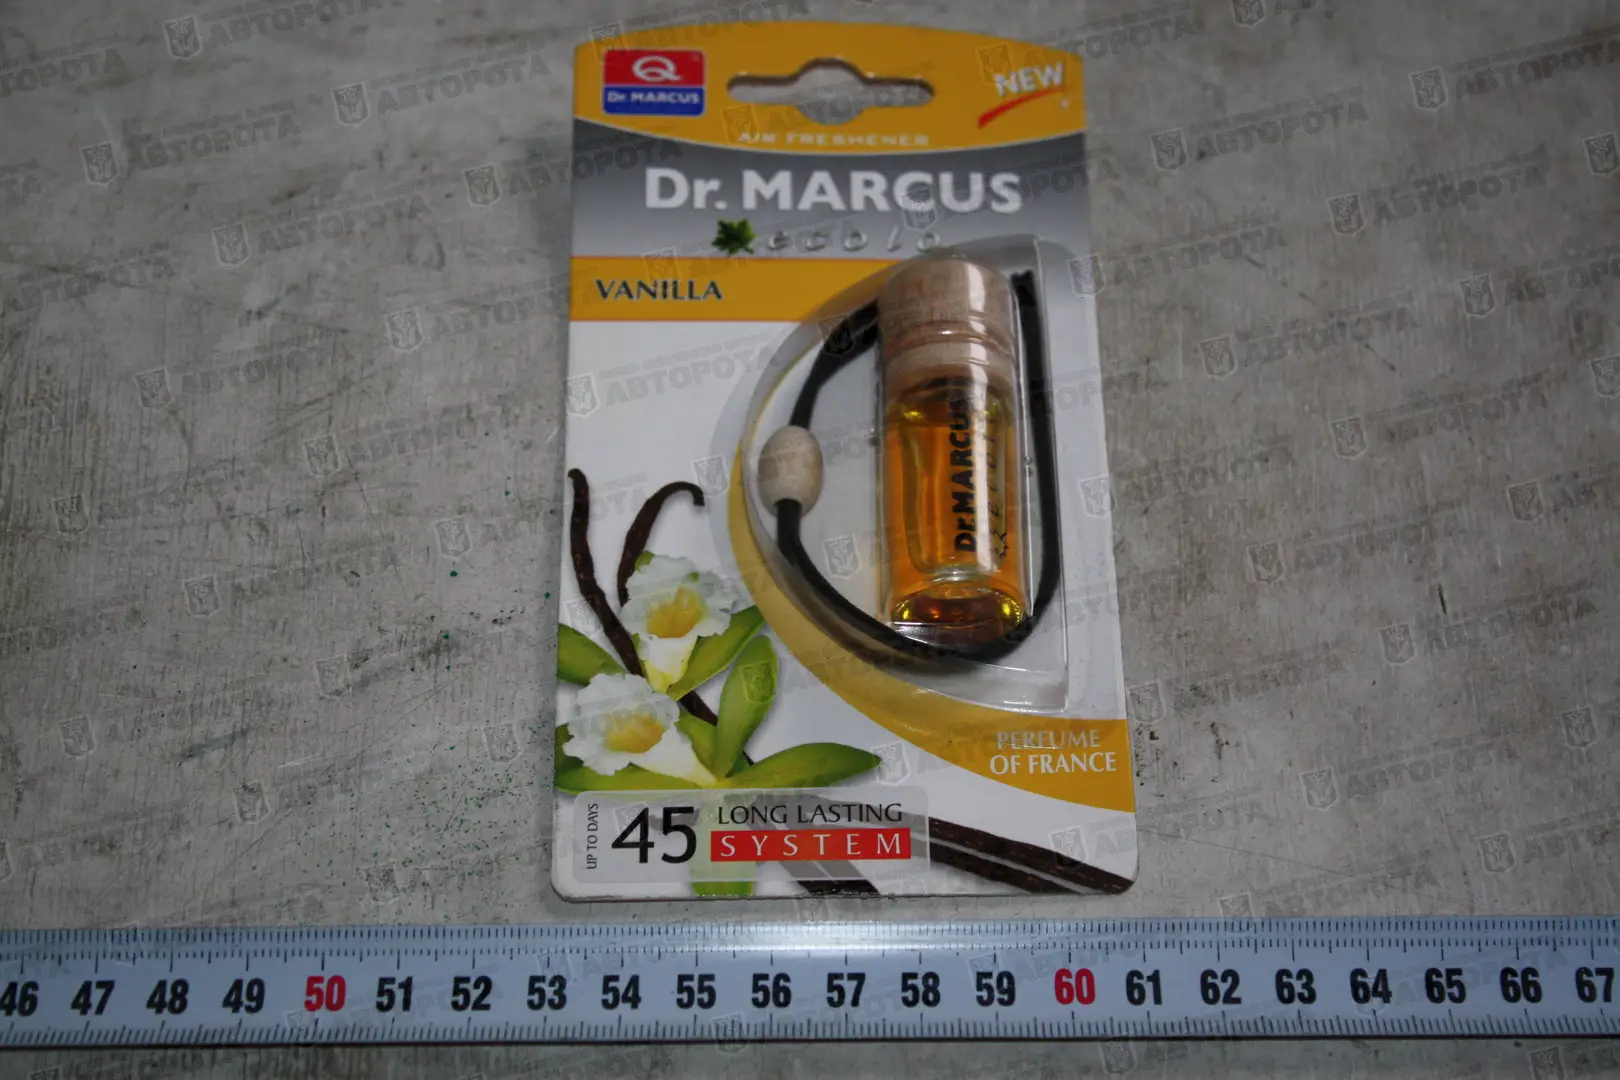 Dr. MARCUS
NEW
AIR FRESHENER
Dr. MARCUS
ecolo
VANILLA
Dr.MARCUS
PERFUME
OF FRANCE
UP TO DAYS
45
LONG LASTING
SYSTEM
46 47 48 49 50 51 52 53 54 55 56 57 58 59 60 61 62 63 64 65 66 67
АВТОРОТА